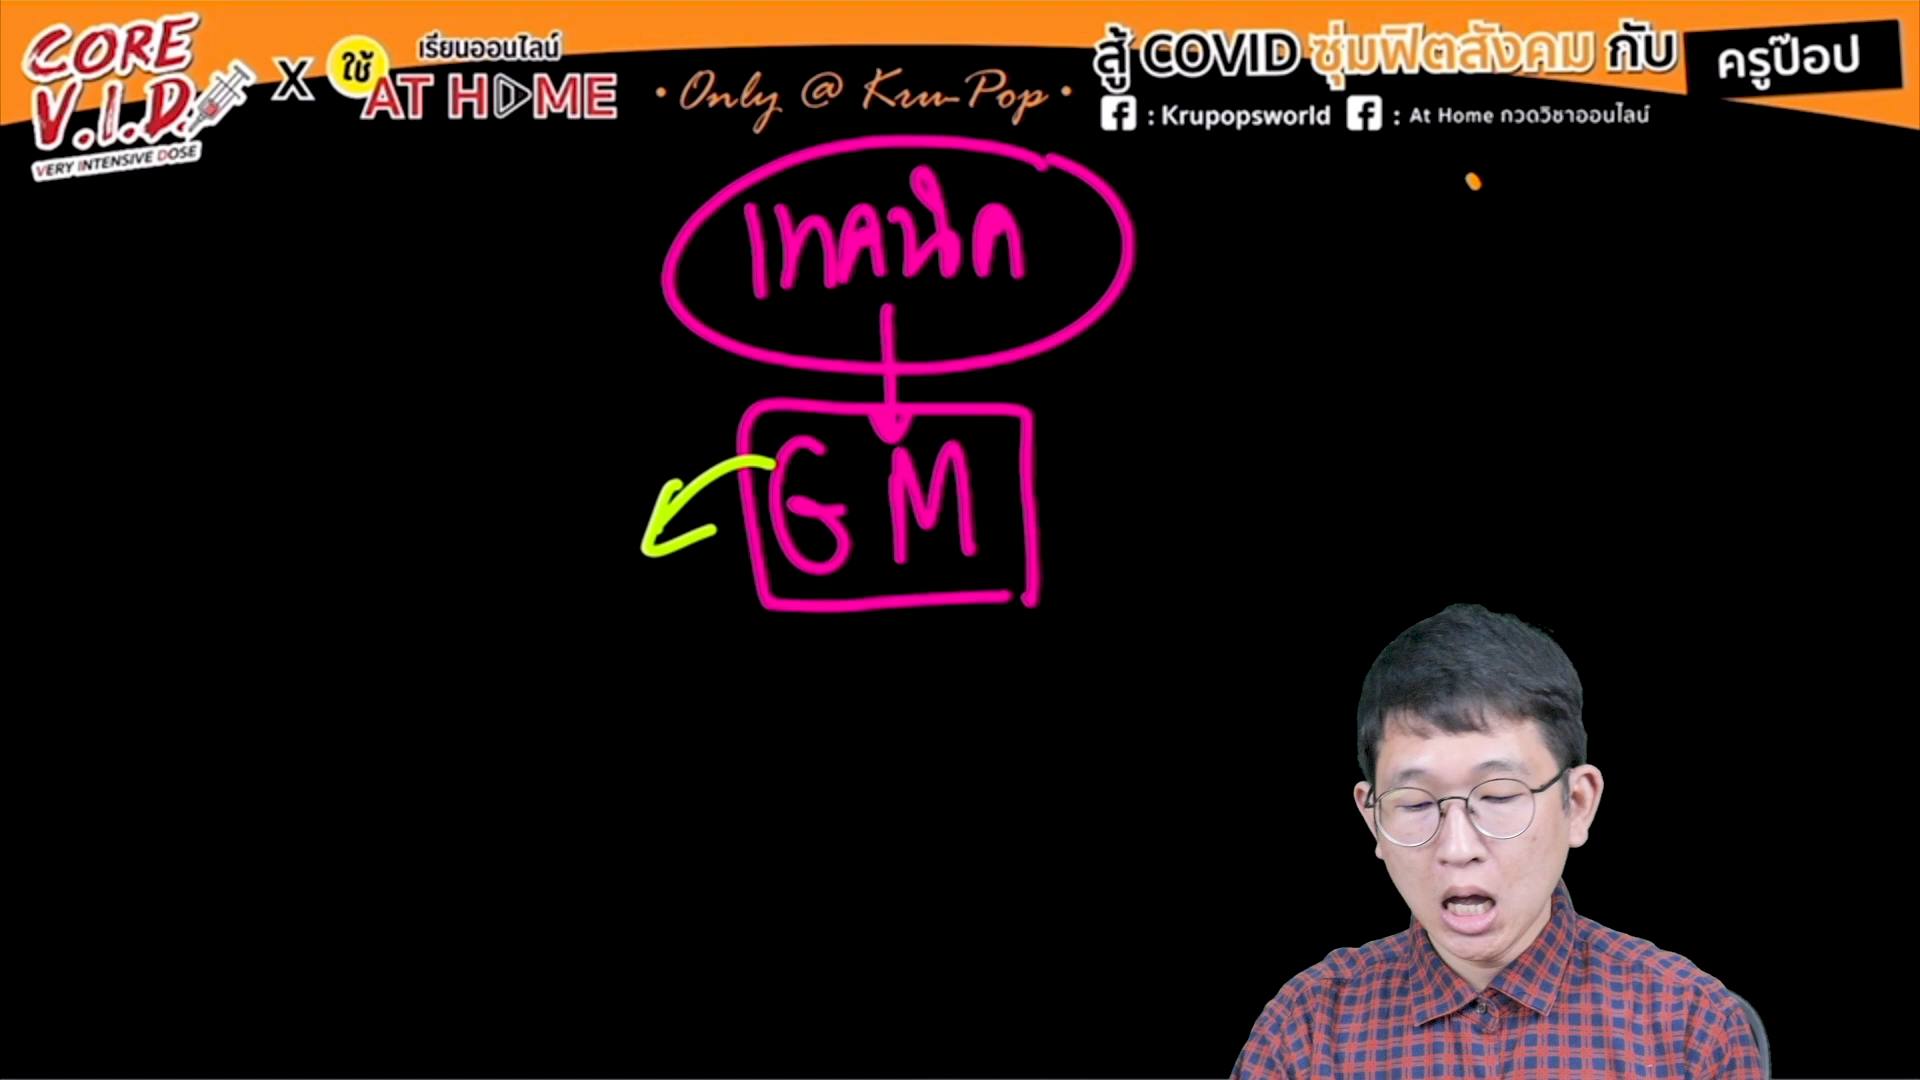 CORE
V.I.D.
VERY INTENSIVE DOSE
X
ใช้
เรียนออนไลน์
AT HOME
• Only @ Kru-Pop •
สู้ COVID ซุ่มฟิตสังคม กับ
ครูป๊อป
: Krupopsworld
: At Home กวดวิชาออนไลน์
เทคนิค
GM